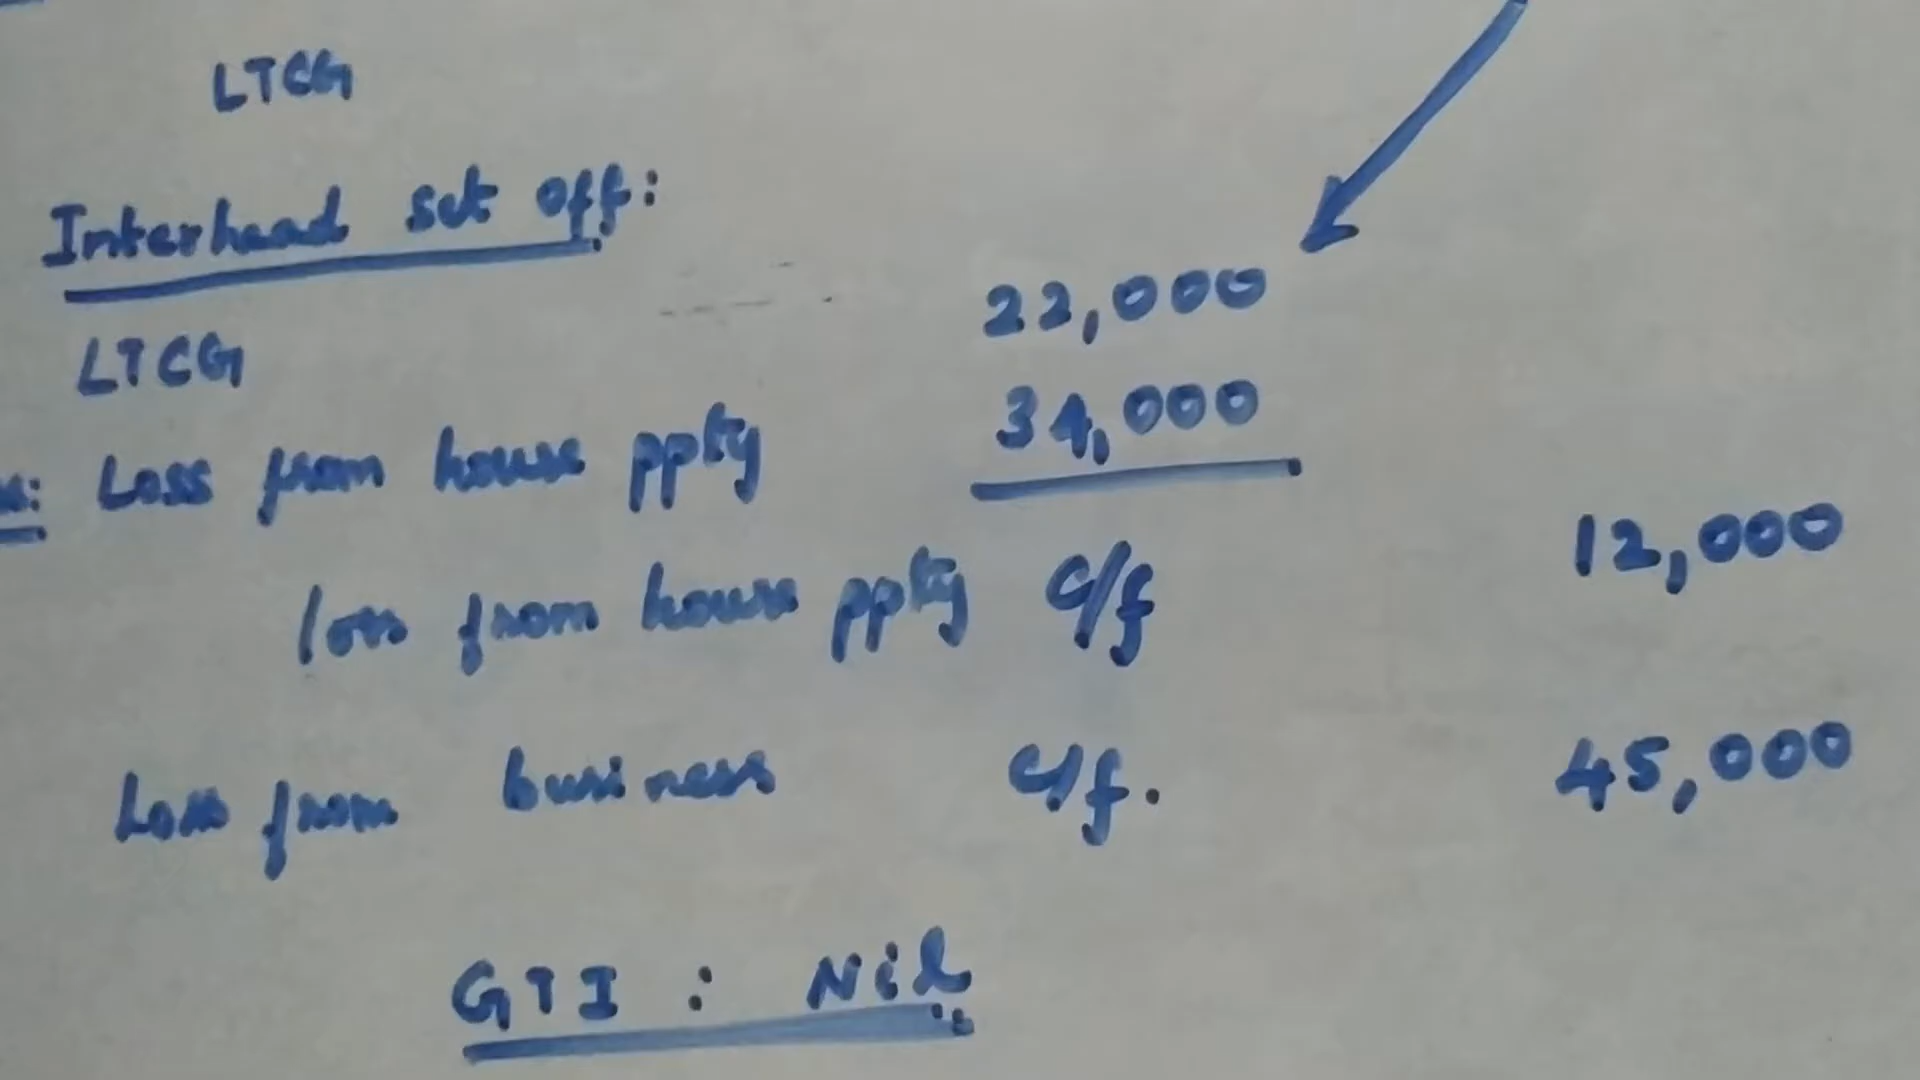 LTCG
Interhead set off:
LTCG 22,000
Loss from house ppty 34,000
loss from house ppty c/f 12,000
Loss from business c/f. 45,000
GTI : Nil